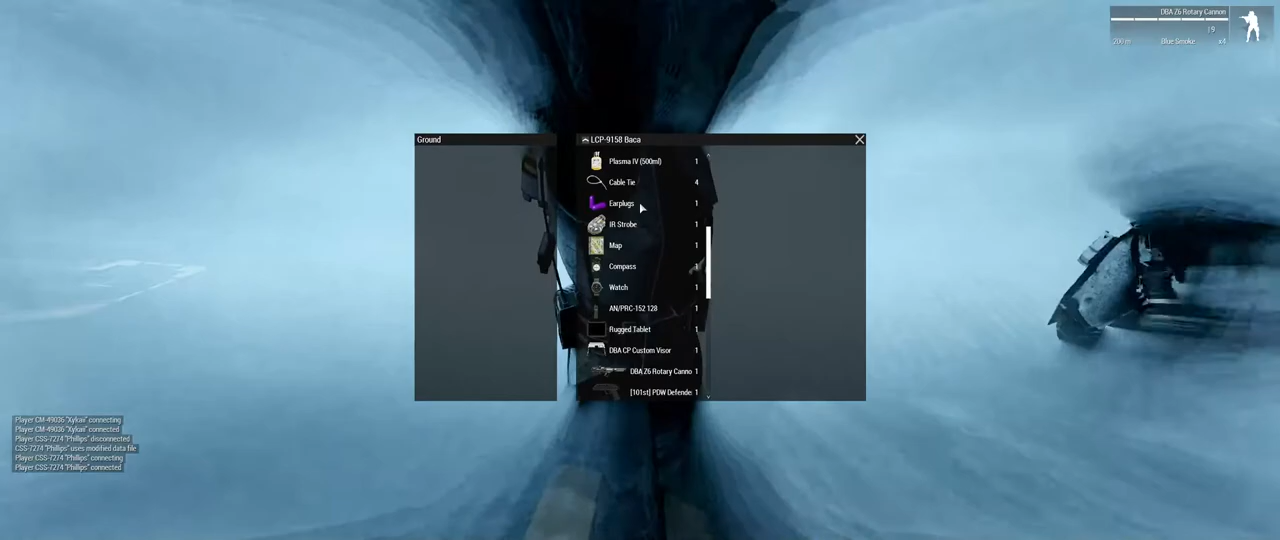 DBA Z6 Rotary Cannon
|9
200 m Blue Smoke x4
Ground
LCP-9158 Baca
Plasma IV (500ml) 1
Cable Tie 4
Earplugs 1
IR Strobe 1
Map 1
Compass 1
Watch 1
AN/PRC-152 128 1
Rugged Tablet 1
DBA CP Custom Visor 1
DBA Z6 Rotary Canno 1
[101st] PDW Defende 1
Player CM-49036 "Xykaii" connecting
Player CM-49036 "Xykaii" connected
Player CSS-7274 "Phillips" disconnected
CSS-7274 "Phillips" uses modified data file
Player CSS-7274 "Phillips" connecting
Player CSS-7274 "Phillips" connected